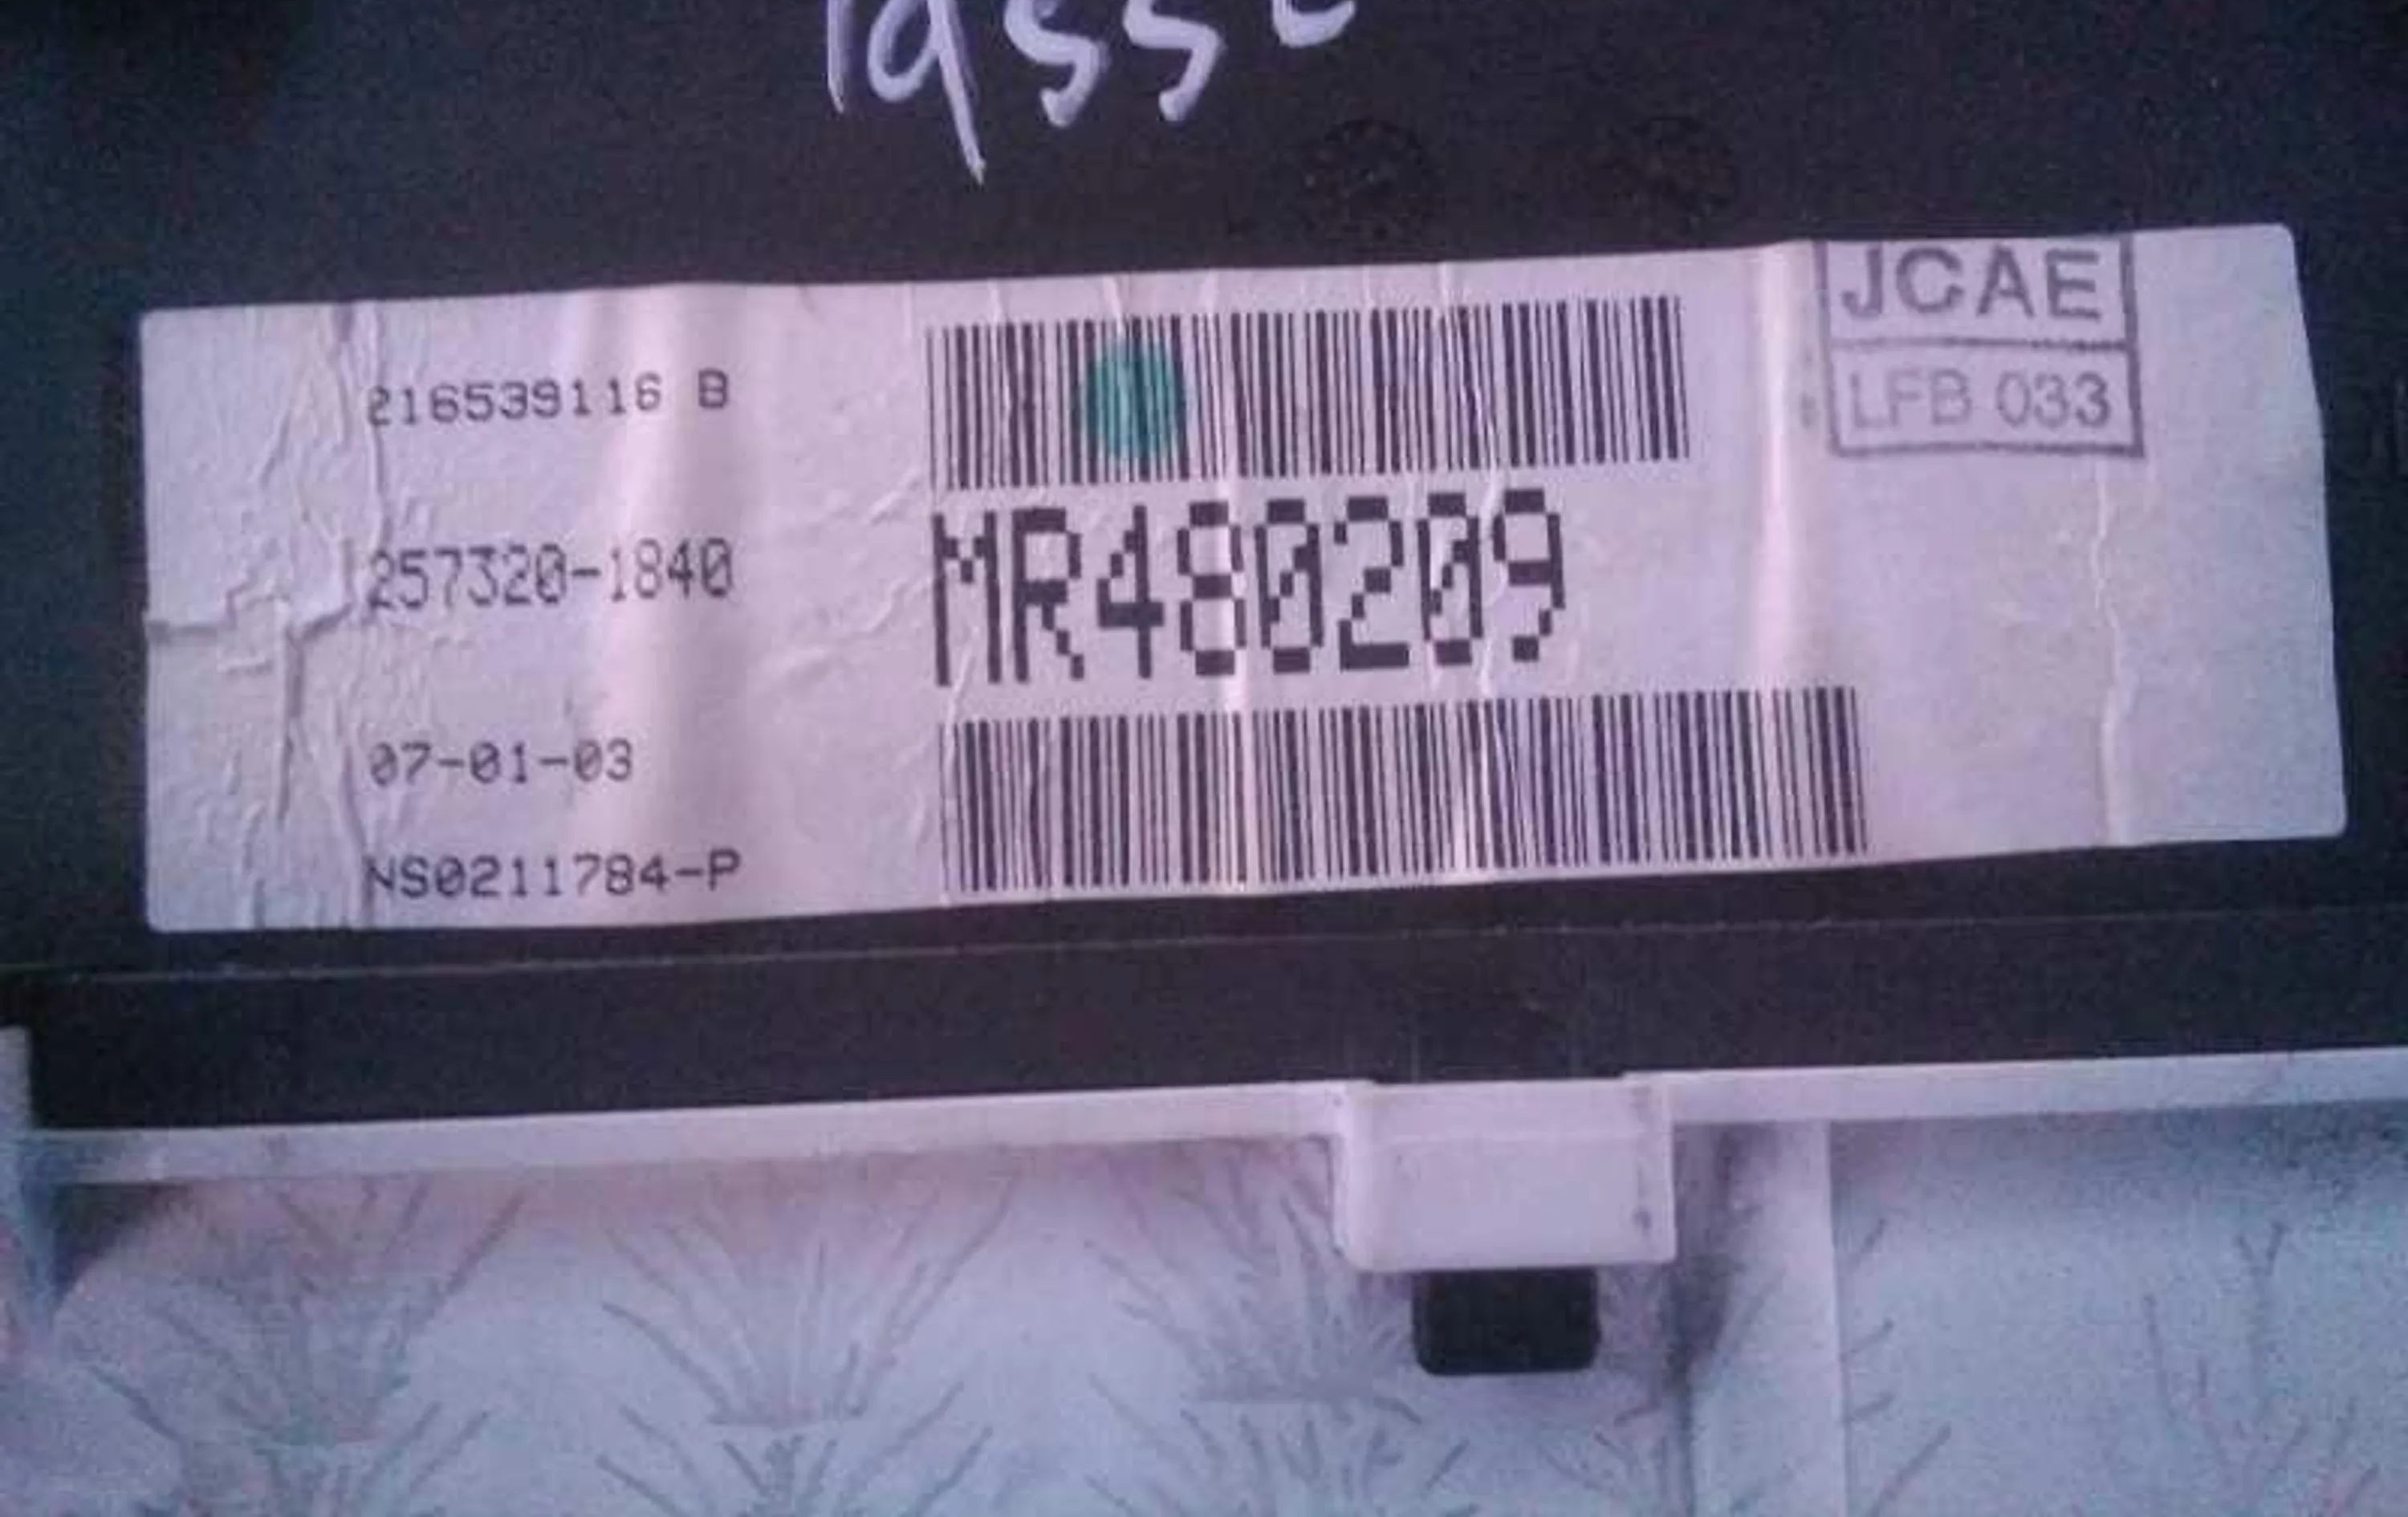 JCAE
LFB 033
216539116 B
257320-1840
MR480209
07-01-03
NS0211784-P